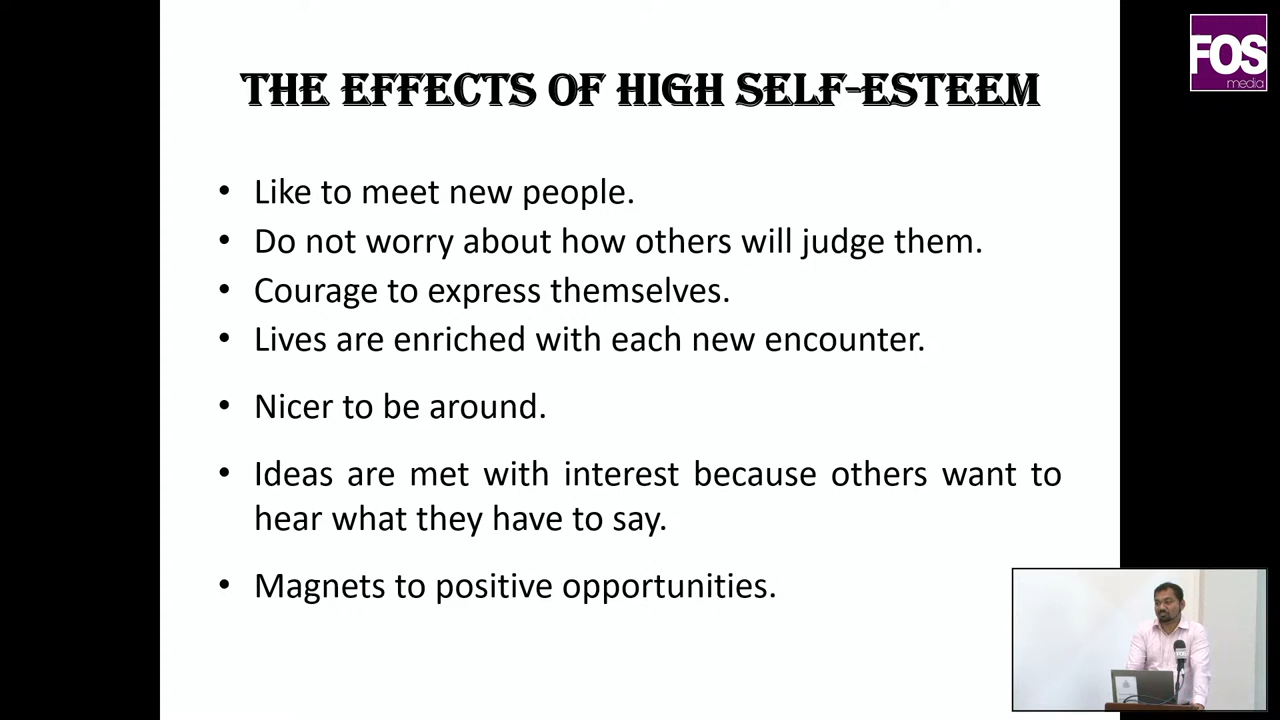 FOS
media
THE EFFECTS OF HIGH SELF-ESTEEM
• Like to meet new people.
• Do not worry about how others will judge them.
• Courage to express themselves.
• Lives are enriched with each new encounter.
• Nicer to be around.
• Ideas are met with interest because others want to
hear what they have to say.
• Magnets to positive opportunities.
FOS